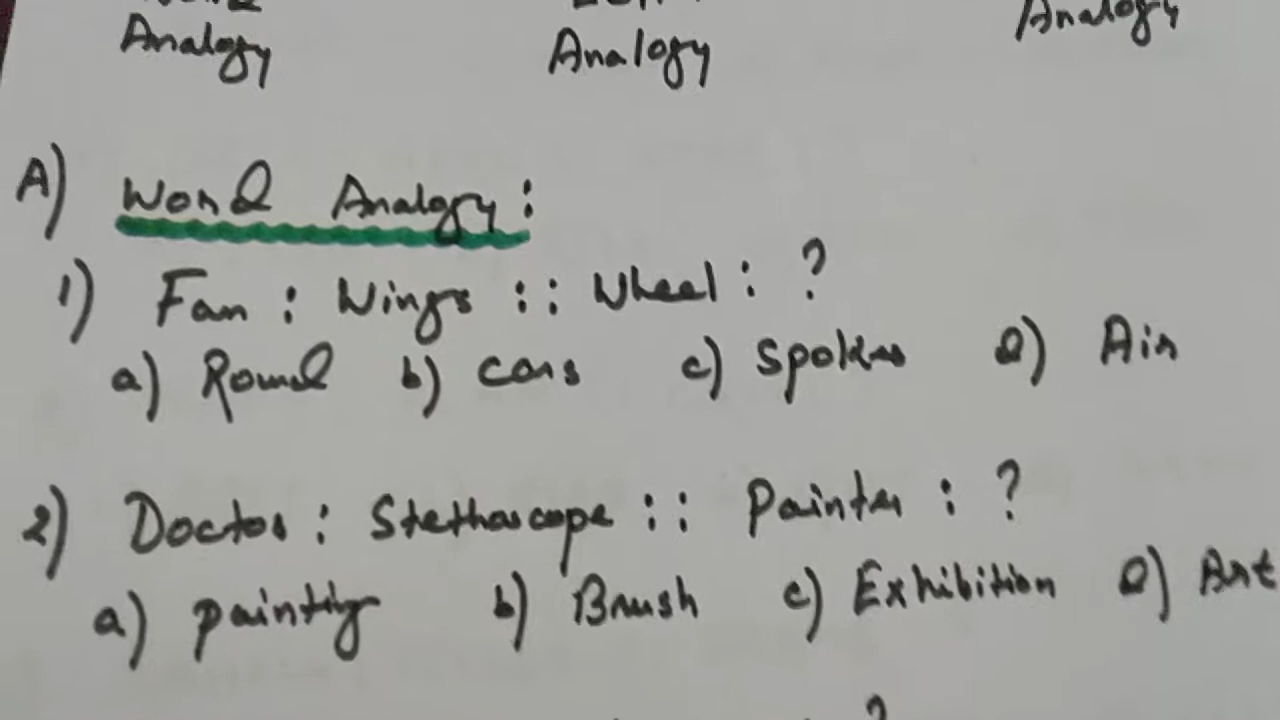 Analogy Analogy Analogy
A) Word Analogy:
1) Fan : Wings :: Wheel : ?
a) Round b) Cars c) Spokes d) Air
2) Doctor : Stethoscope :: Painter : ?
a) painting b) Brush c) Exhibition d) Art
?